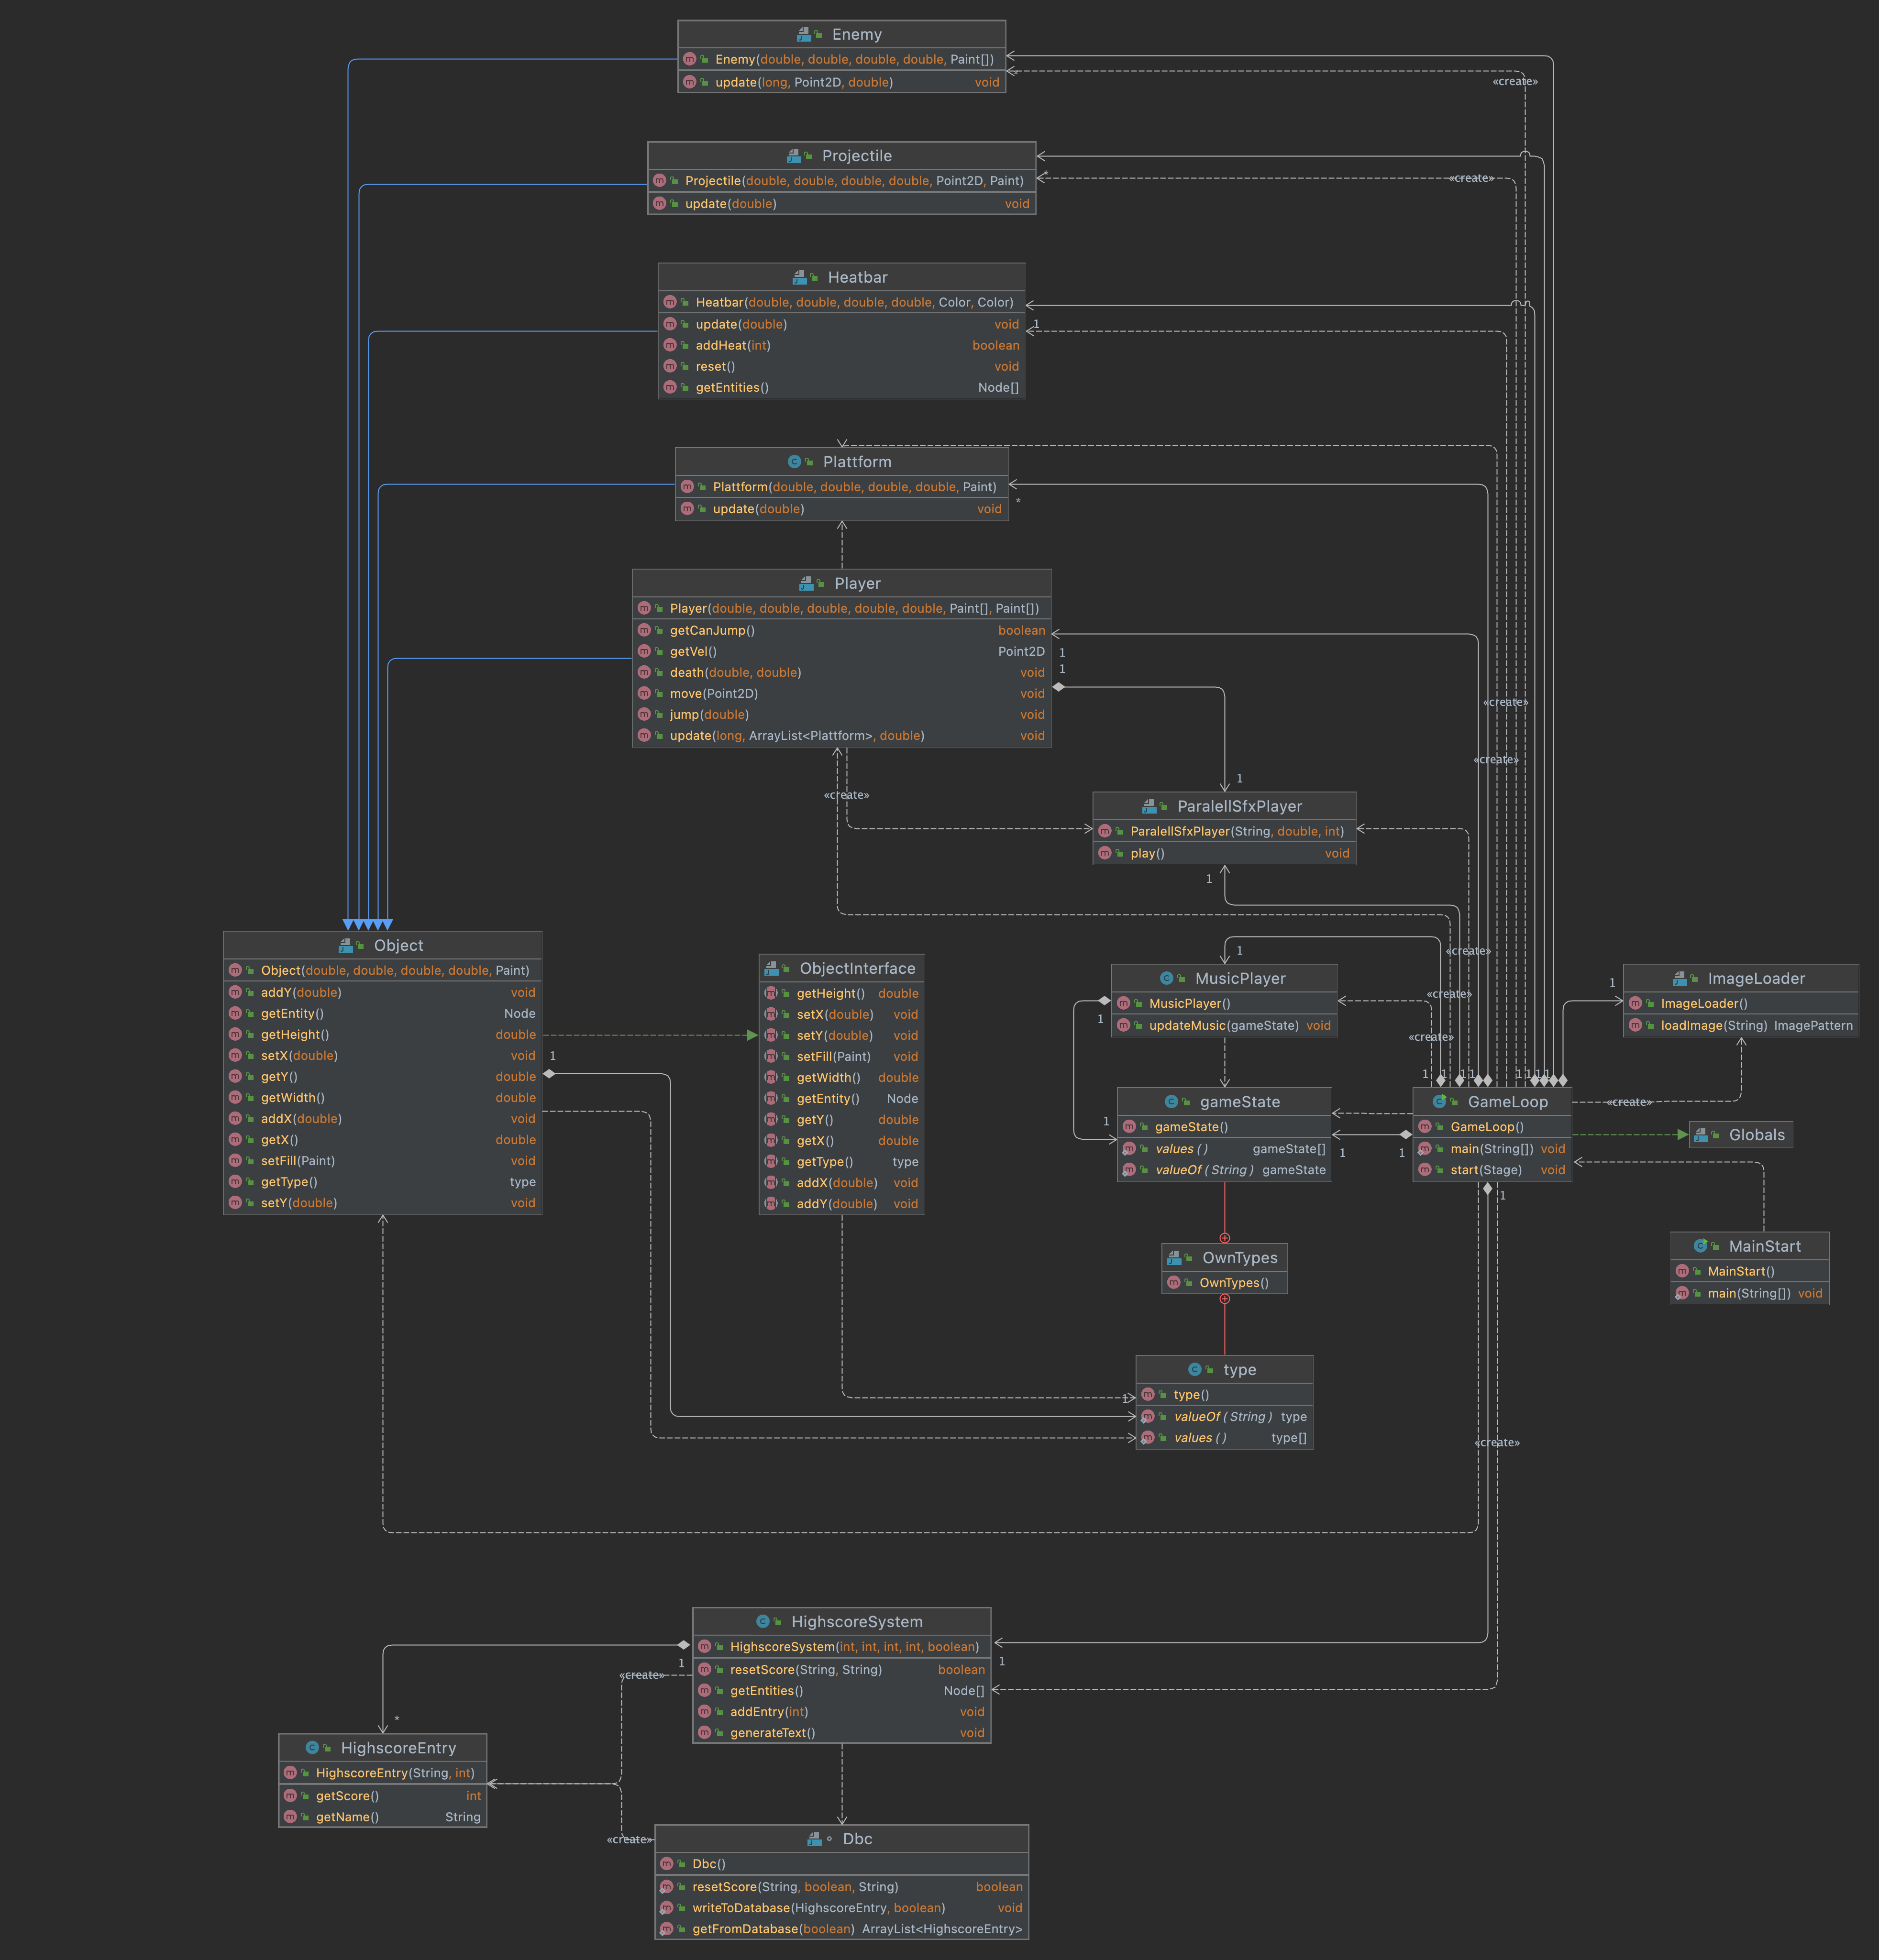 Enemy
Enemy(double, double, double, double, Paint[])
update(long, Point2D, double) void
«create»
Projectile
Projectile(double, double, double, double, Point2D, Paint)
update(double) void
*
«create»
Heatbar
Heatbar(double, double, double, double, Color, Color)
update(double) void
addHeat(int) boolean
reset() void
getEntities() Node[]
1
Plattform
Plattform(double, double, double, double, Paint)
update(double) void
*
Player
Player(double, double, double, double, double, Paint[], Paint[])
getCanJump() boolean
getVel() Point2D
death(double, double) void
move(Point2D) void
jump(double) void
update(long, ArrayList<Plattform>, double) void
1
1
«create»
«create»
«create»
1
ParalellSfxPlayer
ParalellSfxPlayer(String, double, int)
play() void
1
Object
Object(double, double, double, double, Paint)
addY(double) void
getEntity() Node
getHeight() double
setX(double) void
getY() double
getWidth() double
addX(double) void
getX() double
setFill(Paint) void
getType() type
setY(double) void
1
ObjectInterface
getHeight() double
setX(double) void
setY(double) void
setFill(Paint) void
getWidth() double
getEntity() Node
getY() double
getX() double
getType() type
addX(double) void
addY(double) void
1
«create»
MusicPlayer
MusicPlayer()
updateMusic(gameState) void
1
«create»
«create»
1
ImageLoader
ImageLoader()
loadImage(String) ImagePattern
gameState
gameState()
values() gameState[]
valueOf(String) gameState
1
1
1
GameLoop
GameLoop()
main(String[]) void
start(Stage) void
1
«create»
Globals
MainStart
MainStart()
main(String[]) void
OwnTypes
OwnTypes()
type
type()
valueOf(String) type
values() type[]
1
«create»
HighscoreSystem
HighscoreSystem(int, int, int, int, boolean)
resetScore(String, String) boolean
getEntities() Node[]
addEntry(int) void
generateText() void
1
1
«create»
*
HighscoreEntry
HighscoreEntry(String, int)
getScore() int
getName() String
«create»
Dbc
Dbc()
resetScore(String, boolean, String) boolean
writeToDatabase(HighscoreEntry, boolean) void
getFromDatabase(boolean) ArrayList<HighscoreEntry>